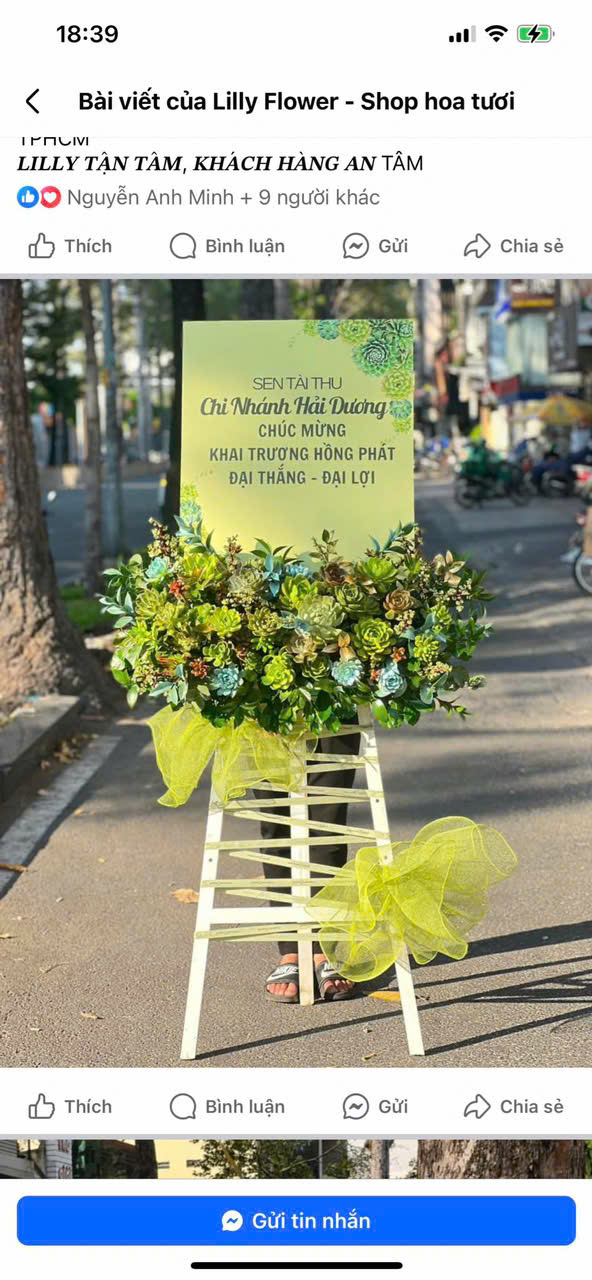 18:39
Bài viết của Lilly Flower - Shop hoa tươi
TPHCM
LILLY TẬN TÂM, KHÁCH HÀNG AN TÂM
Nguyễn Anh Minh + 9 người khác
Thích Bình luận Gửi Chia sẻ
SEN TÀI THU
Chi Nhánh Hải Dương
CHÚC MỪNG
KHAI TRƯƠNG HỒNG PHÁT
ĐẠI THẮNG - ĐẠI LỢI
NIKE
Thích Bình luận Gửi Chia sẻ
Gửi tin nhắn